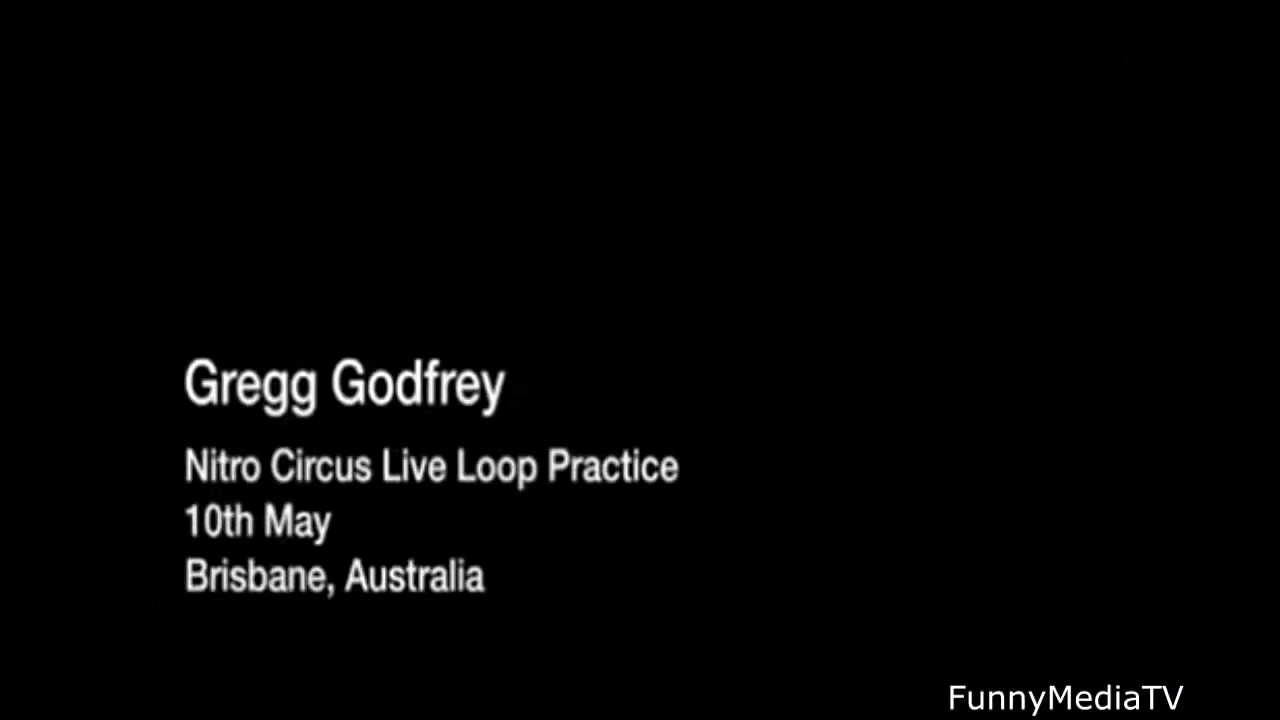 Gregg Godfrey
Nitro Circus Live Loop Practice
10th May
Brisbane, Australia
FunnyMediaTV